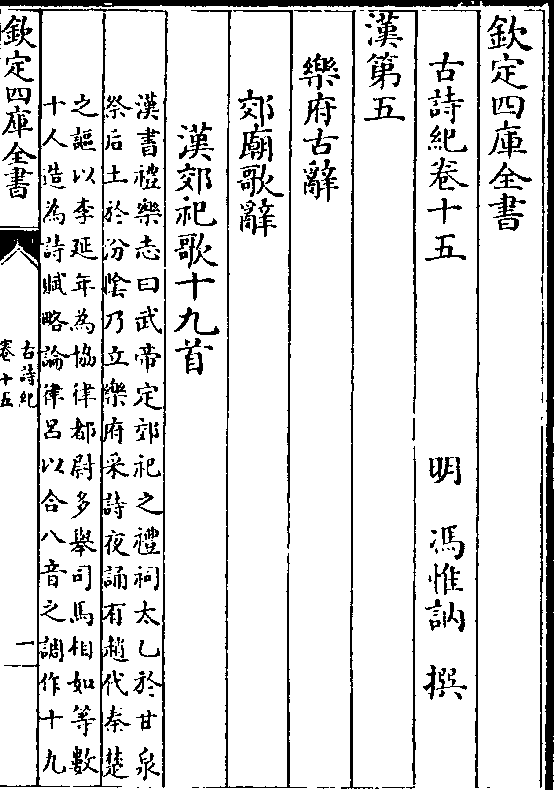 欽定四庫全書
古詩紀卷十五　明　馮惟訥　撰
漢第五
樂府古辭
郊廟歌辭
漢郊祀歌十九首
漢書禮樂志曰武帝定郊祀之禮祠太乙於甘泉
祭后土於汾隂乃立樂府采詩夜誦有趙代秦楚
之謳以李延年為協律都尉多舉司馬相如等數
十人造為詩賦略論律吕以合八音之調作十九
欽定四庫全書
古詩紀
卷十五
一